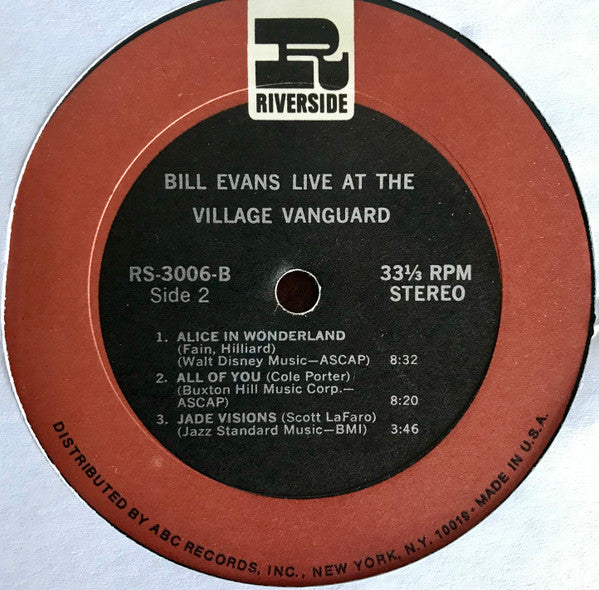 R
RIVERSIDE
BILL EVANS LIVE AT THE
VILLAGE VANGUARD
RS-3006-B
Side 2
33⅓ RPM
STEREO
1. ALICE IN WONDERLAND
(Fain, Hilliard)
(Walt Disney Music—ASCAP) 8:32
2. ALL OF YOU (Cole Porter)
(Buxton Hill Music Corp.—
ASCAP) 8:20
3. JADE VISIONS (Scott LaFaro)
(Jazz Standard Music—BMI) 3:46
DISTRIBUTED BY ABC RECORDS, INC., NEW YORK, N.Y. 10019 • MADE IN U.S.A.